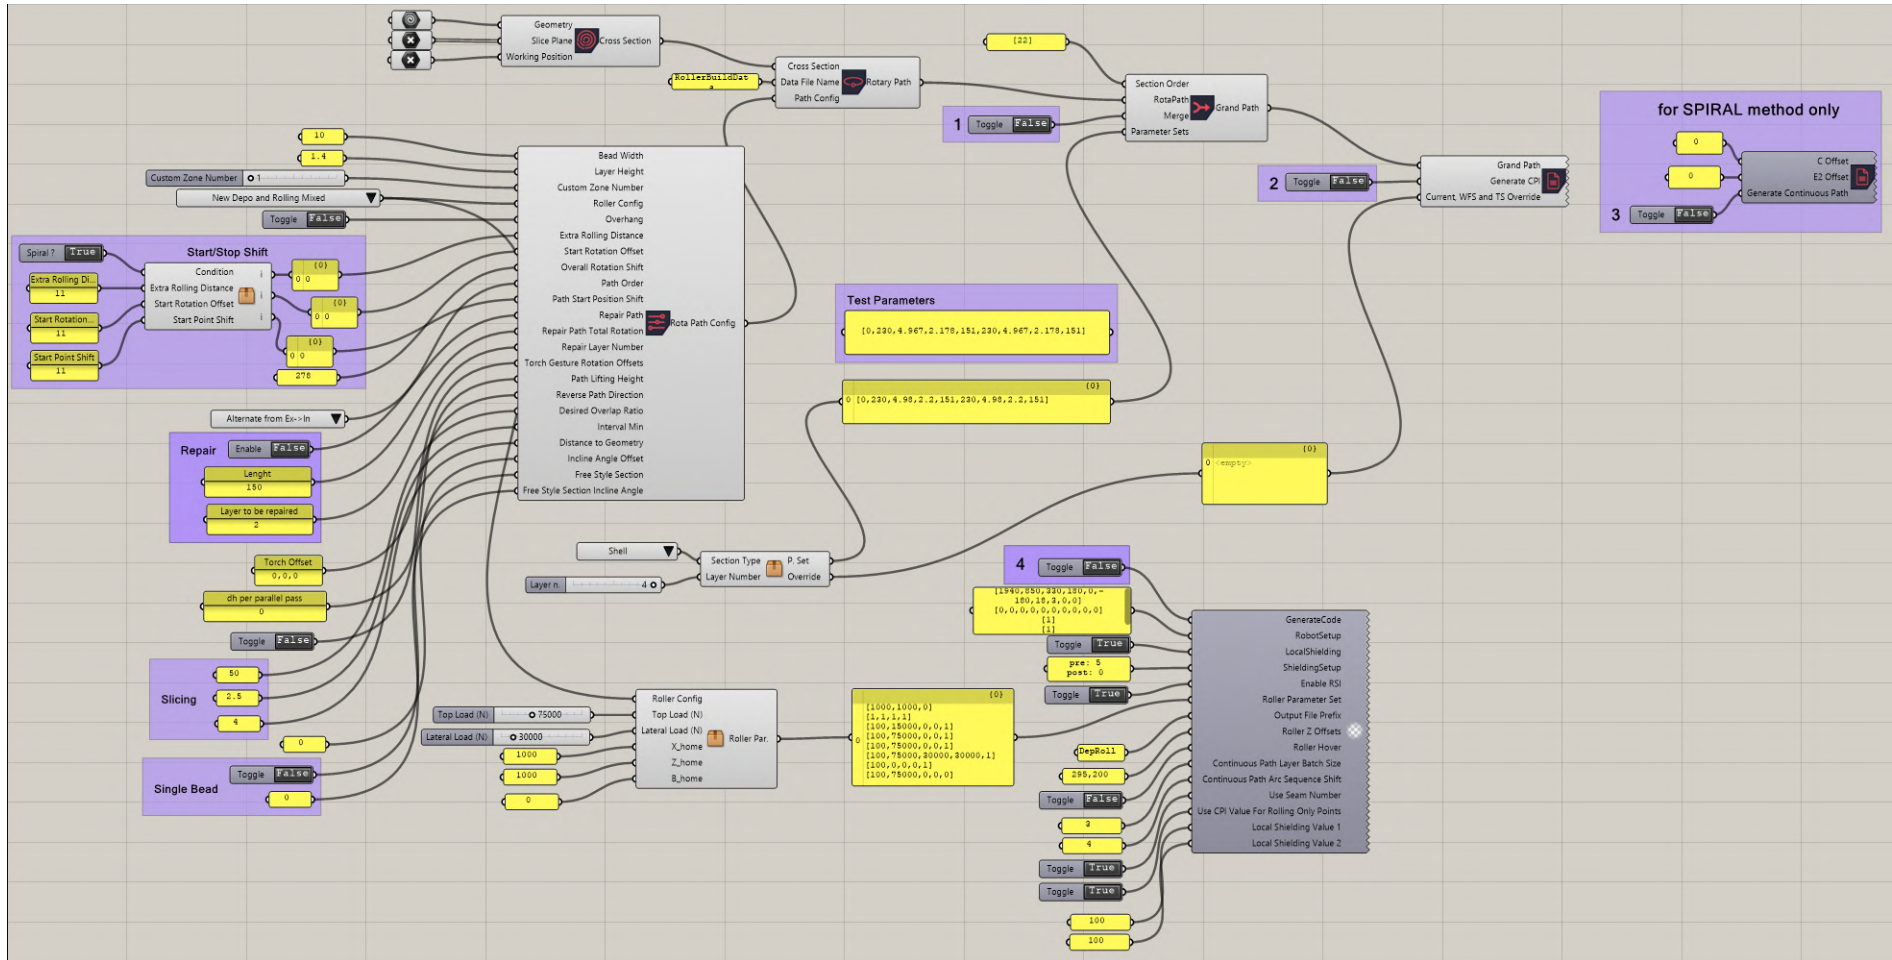 Geometry
Slice Plane
Working Position
Cross Section
RollerBuildDat
a
Cross Section
Data File Name
Path Config
Rotary Path
{22}
1
Toggle False
Section Order
RotaPath
Merge
Parameter Sets
Grand Path
2
Toggle False
Grand Path
Generate CPI
Current, WFS and TS Override
for SPIRAL method only
0
0
3
Toggle False
C Offset
E2 Offset
Generate Continuous Path
10
1.4
Custom Zone Number 1
New Depo and Rolling Mixed
Toggle False
Bead Width
Layer Height
Custom Zone Number
Roller Config
Overhang
Extra Rolling Distance
Start Rotation Offset
Overall Rotation Shift
Path Order
Path Start Position Shift
Repair Path
Repair Path Total Rotation
Repair Layer Number
Torch Gesture Rotation Offsets
Path Lifting Height
Reverse Path Direction
Desired Overlap Ratio
Interval Min
Distance to Geometry
Incline Angle Offset
Free Style Section
Free Style Section Incline Angle
Rota Path Config
Start/Stop Shift
Spiral ? True
Extra Rolling Di...
11
Start Rotation...
11
Start Point Shift
11
Condition
Extra Rolling Distance
Start Rotation Offset
Start Point Shift
i
i
i
{0}
0 0
{0}
0 0
{0}
0 0
278
Alternate from Ex->In
Repair
Enable False
Lenght
150
Layer to be repaired
2
Torch Offset
0,0,0
dh per parallel pass
0
Toggle False
Slicing
50
2.5
4
0
Single Bead
Toggle False
0
Test Parameters
[0,230,4.967,2.178,151,230,4.967,2.178,151]
{0}
0 [0,230,4.98,2.2,151,230,4.98,2.2,151]
Shell
Layer n. 4
Section Type
Layer Number
P. Set
Override
{0}
0 <empty>
Top Load (N) 75000
Lateral Load (N) 30000
1000
1000
0
Roller Config
Top Load (N)
Lateral Load (N)
X_home
Z_home
B_home
Roller Par.
{0}
0
[1000,1000,0]
[1,1,1,1]
[100,15000,0,0,1]
[100,75000,0,0,1]
[100,75000,0,0,1]
[100,75000,30000,30000,1]
[100,0,0,0,1]
[100,75000,0,0,0]
4
Toggle False
[1940,850,330,180,0,-
180,18,3,0,0]
[0,0,0,0,0,0,0,0,0]
[1]
[1]
Toggle True
pre: 5
post: 0
Toggle True
DepRoll
295,200
Toggle False
3
4
Toggle True
Toggle True
100
100
GenerateCode
RobotSetup
LocalShielding
ShieldingSetup
Enable RSI
Roller Parameter Set
Output File Prefix
Roller Z Offsets
Roller Hover
Continuous Path Layer Batch Size
Continuous Path Arc Sequence Shift
Use Seam Number
Use CPI Value For Rolling Only Points
Local Shielding Value 1
Local Shielding Value 2